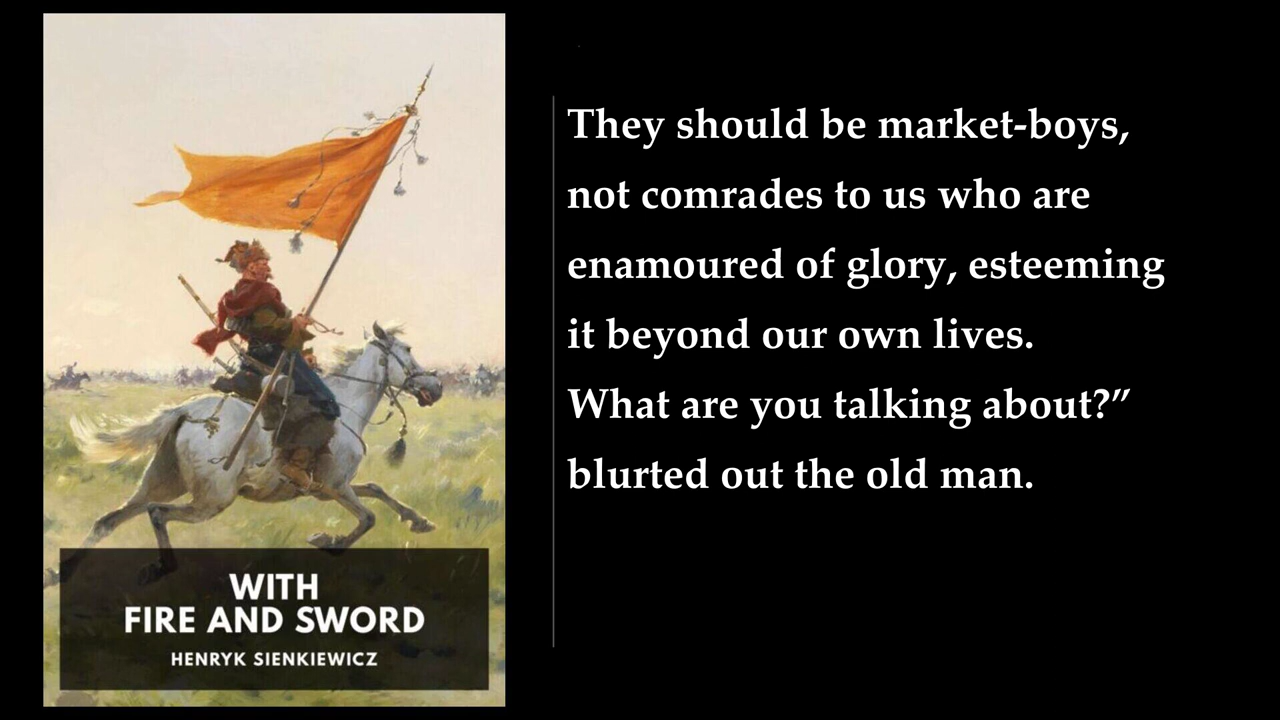 They should be market-boys,
not comrades to us who are
enamoured of glory, esteeming
it beyond our own lives.
What are you talking about?”
blurted out the old man.
WITH
FIRE AND SWORD
HENRYK SIENKIEWICZ